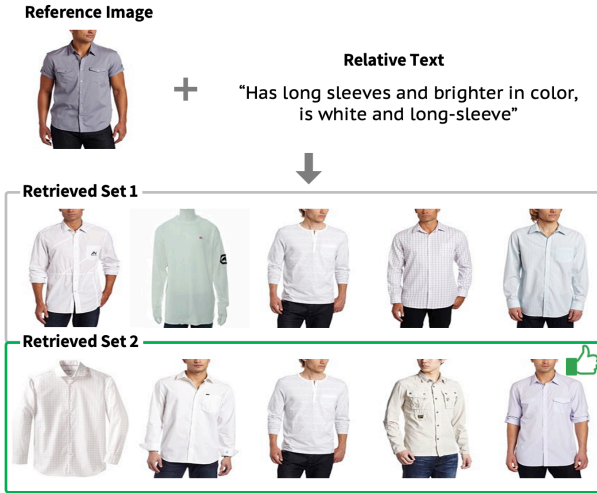 Reference Image
Relative Text
“Has long sleeves and brighter in color,
is white and long-sleeve”
Retrieved Set 1
Retrieved Set 2